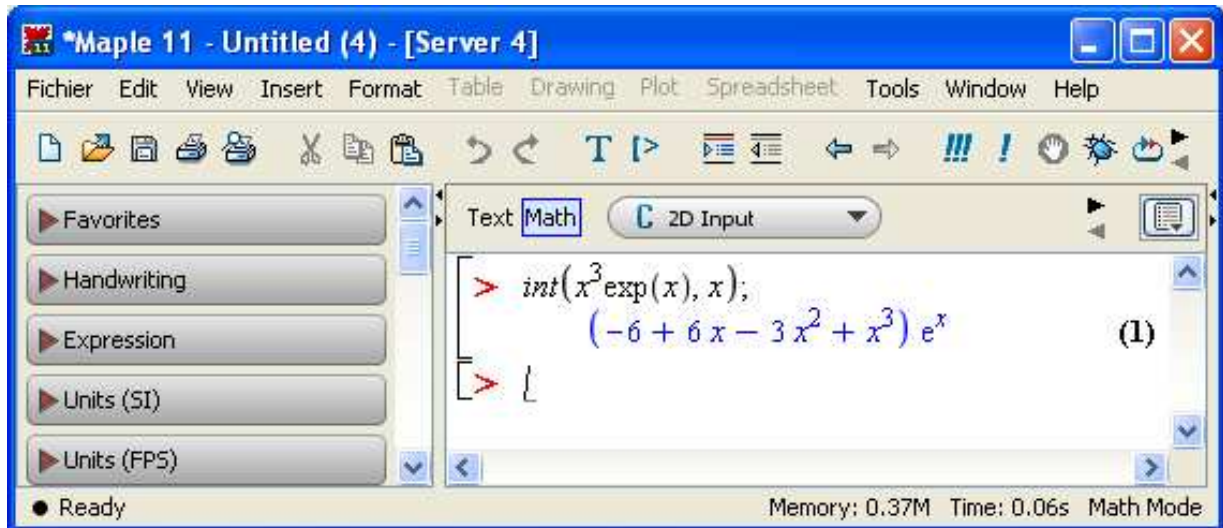 *Maple 11 - Untitled (4) - [Server 4]
Fichier Edit View Insert Format Table Drawing Plot Spreadsheet Tools Window Help
Favorites
Handwriting
Expression
Units (SI)
Units (FPS)
Text Math C 2D Input
> int(x³exp(x), x);
(−6 + 6 x − 3 x² + x³) eˣ (1)
>
Ready Memory: 0.37M Time: 0.06s Math Mode